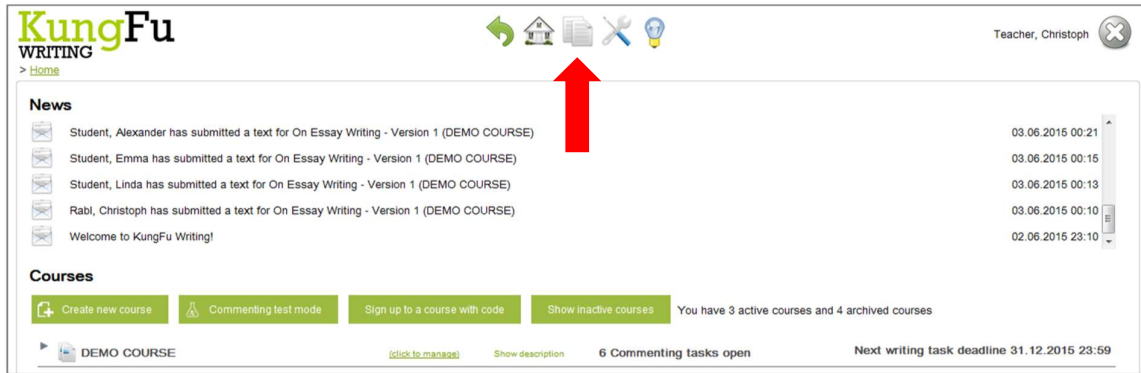 KungFu
WRITING
Teacher, Christoph
> Home
News
Student, Alexander has submitted a text for On Essay Writing - Version 1 (DEMO COURSE) 03.06.2015 00:21
Student, Emma has submitted a text for On Essay Writing - Version 1 (DEMO COURSE) 03.06.2015 00:15
Student, Linda has submitted a text for On Essay Writing - Version 1 (DEMO COURSE) 03.06.2015 00:13
Rabl, Christoph has submitted a text for On Essay Writing - Version 1 (DEMO COURSE) 03.06.2015 00:10
Welcome to KungFu Writing! 02.06.2015 23:10
Courses
Create new course Commenting test mode Sign up to a course with code Show inactive courses You have 3 active courses and 4 archived courses
DEMO COURSE (click to manage) Show description 6 Commenting tasks open Next writing task deadline 31.12.2015 23:59